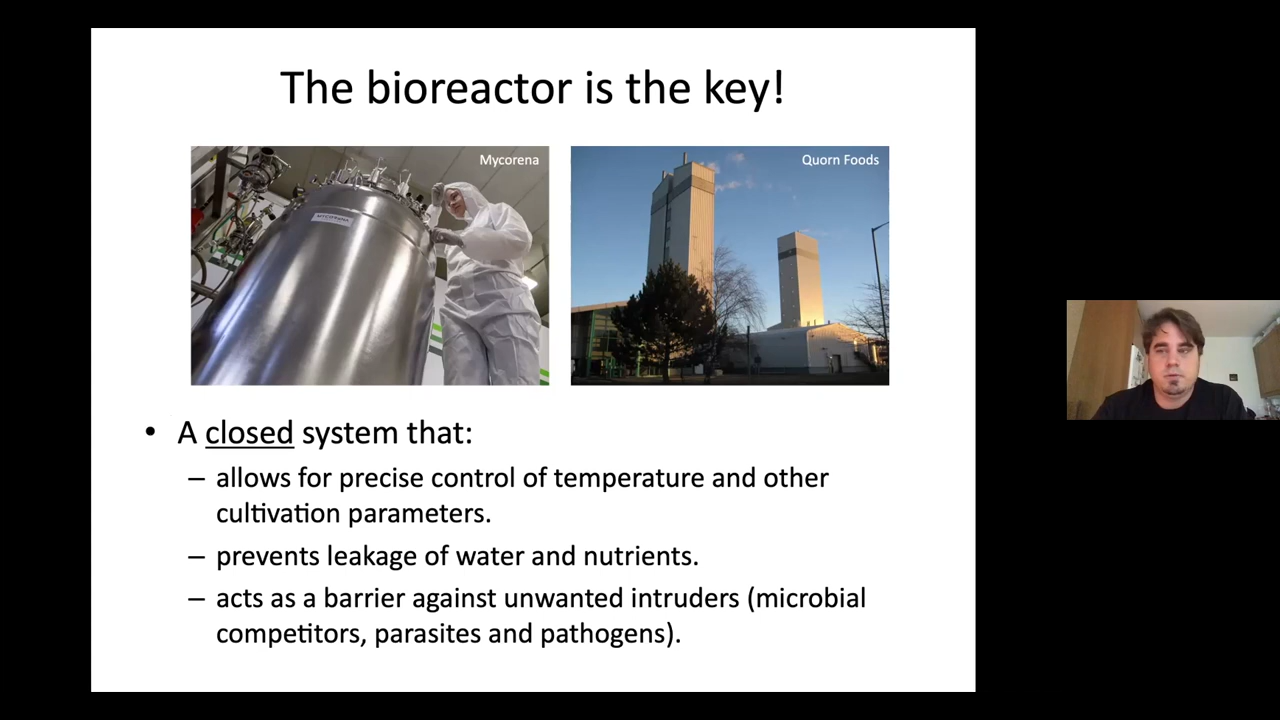 The bioreactor is the key!
Mycorena
Quorn Foods
MYCORENA
• A closed system that:
– allows for precise control of temperature and other
cultivation parameters.
– prevents leakage of water and nutrients.
– acts as a barrier against unwanted intruders (microbial
competitors, parasites and pathogens).